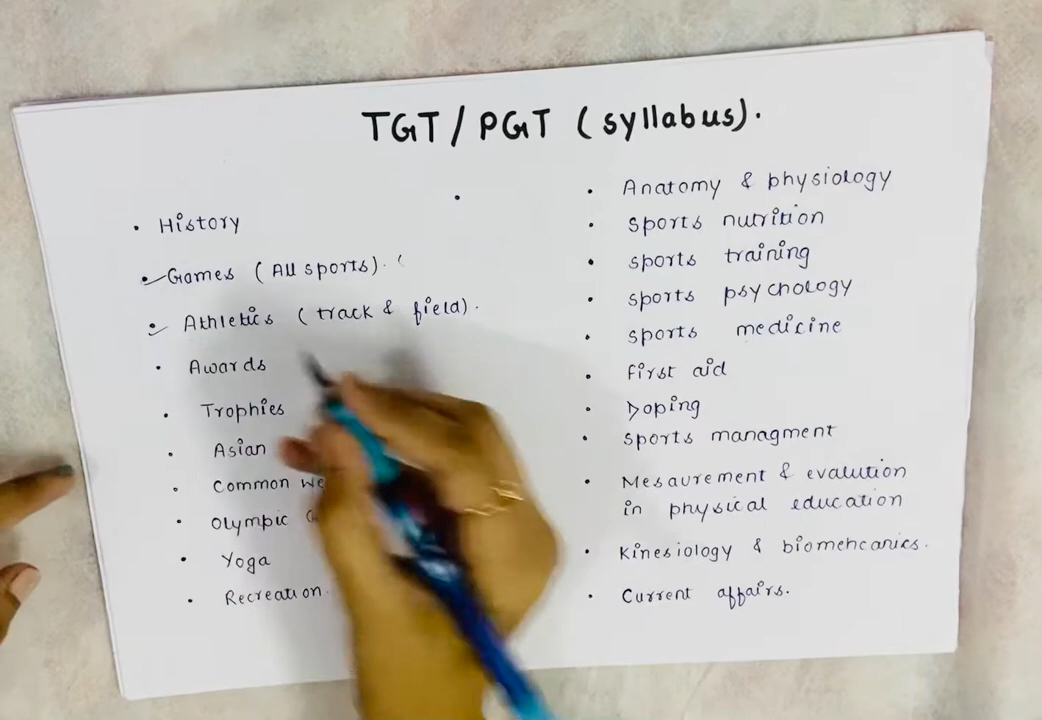 TGT / PGT (syllabus).
• History
• Games (All sports). (
• Athletics (track & field).
• Awards
• Trophies
• Asian
• Common
• Olympic
• Yoga
• Recreation.
• Anatomy & physiology
• sports nutrition
• sports training
• sports psychology
• sports medicine
• first aid
• Doping
• sports managment
• Mesaurement & evalution
in physical education
• Kinesiology & biomehcanics.
• Current affairs.